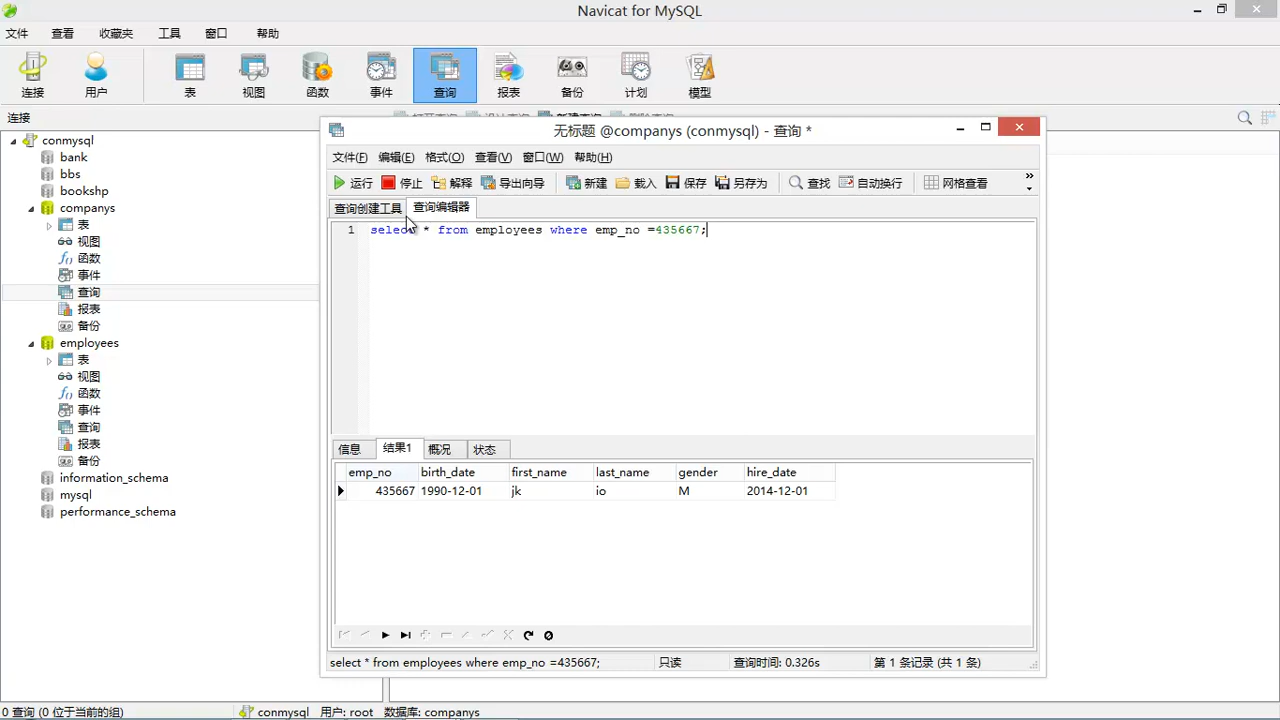 Navicat for MySQL
文件 查看 收藏夹 工具 窗口 帮助
连接 用户 表 视图 函数 事件 查询 报表 备份 计划 模型
连接
conmysql
bank
bbs
bookshp
companys
表
视图
函数
事件
查询
报表
备份
employees
表
视图
函数
事件
查询
报表
备份
information_schema
mysql
performance_schema
无标题 @companys (conmysql) - 查询 *
文件(F) 编辑(E) 格式(O) 查看(V) 窗口(W) 帮助(H)
运行 停止 解释 导出向导 新建 载入 保存 另存为 查找 自动换行 网格查看
查询创建工具 查询编辑器
1 select * from employees where emp_no =435667;
信息 结果1 概况 状态
emp_no birth_date first_name last_name gender hire_date
435667 1990-12-01 jk io M 2014-12-01
select * from employees where emp_no =435667; 只读 查询时间: 0.326s 第 1 条记录 (共 1 条)
0 查询 (0 位于当前的组) conmysql 用户: root 数据库: companys